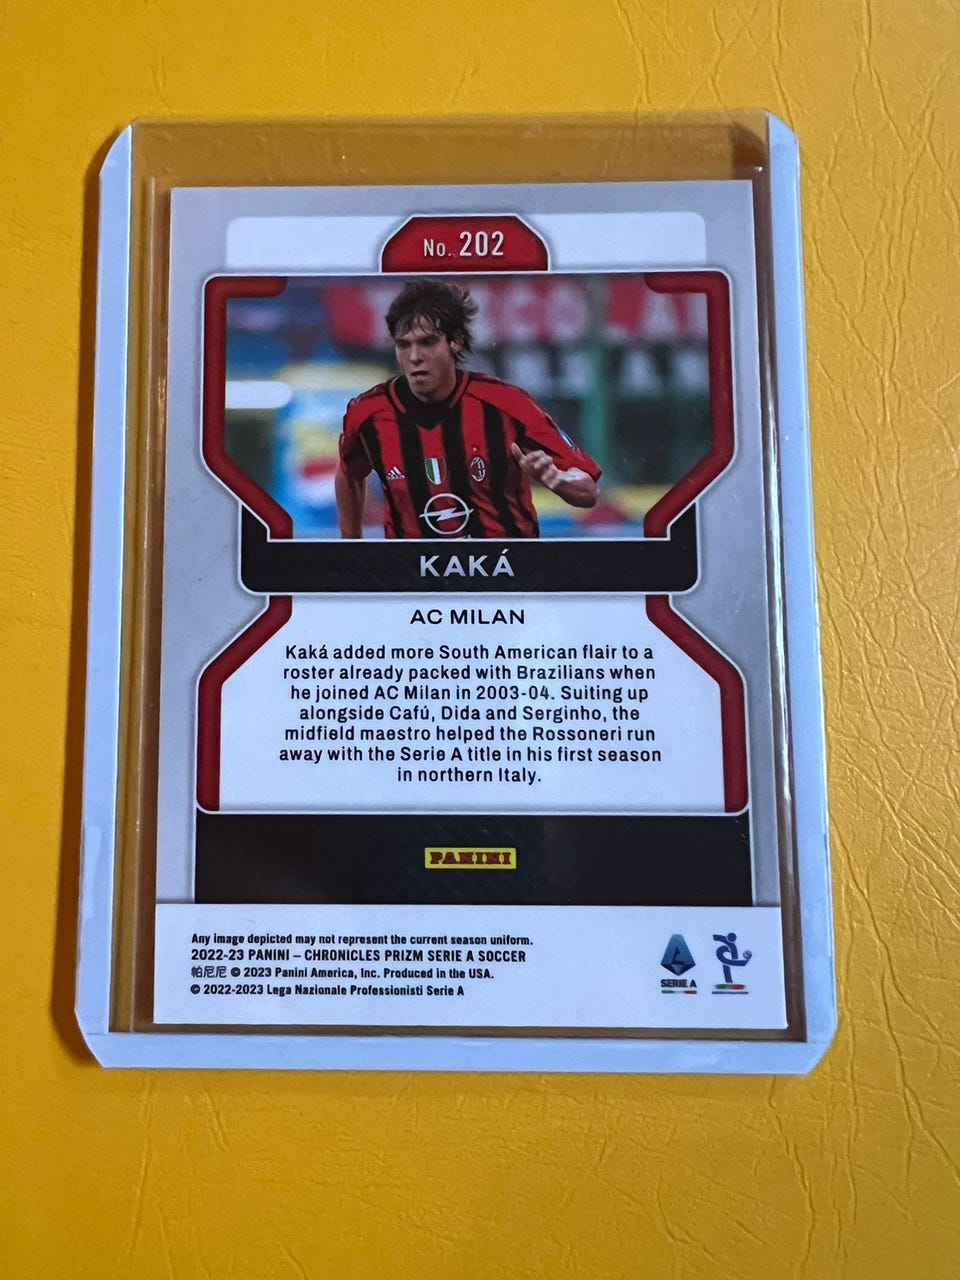 No. 202
KAKÁ
AC MILAN
Kaká added more South American flair to a
roster already packed with Brazilians when
he joined AC Milan in 2003-04. Suiting up
alongside Cafú, Dida and Serginho, the
midfield maestro helped the Rossoneri run
away with the Serie A title in his first season
in northern Italy.
PANINI
Any image depicted may not represent the current season uniform.
2022-23 PANINI – CHRONICLES PRIZM SERIE A SOCCER
帕尼尼 © 2023 Panini America, Inc. Produced in the USA.
© 2022-2023 Lega Nazionale Professionisti Serie A
SERIE A